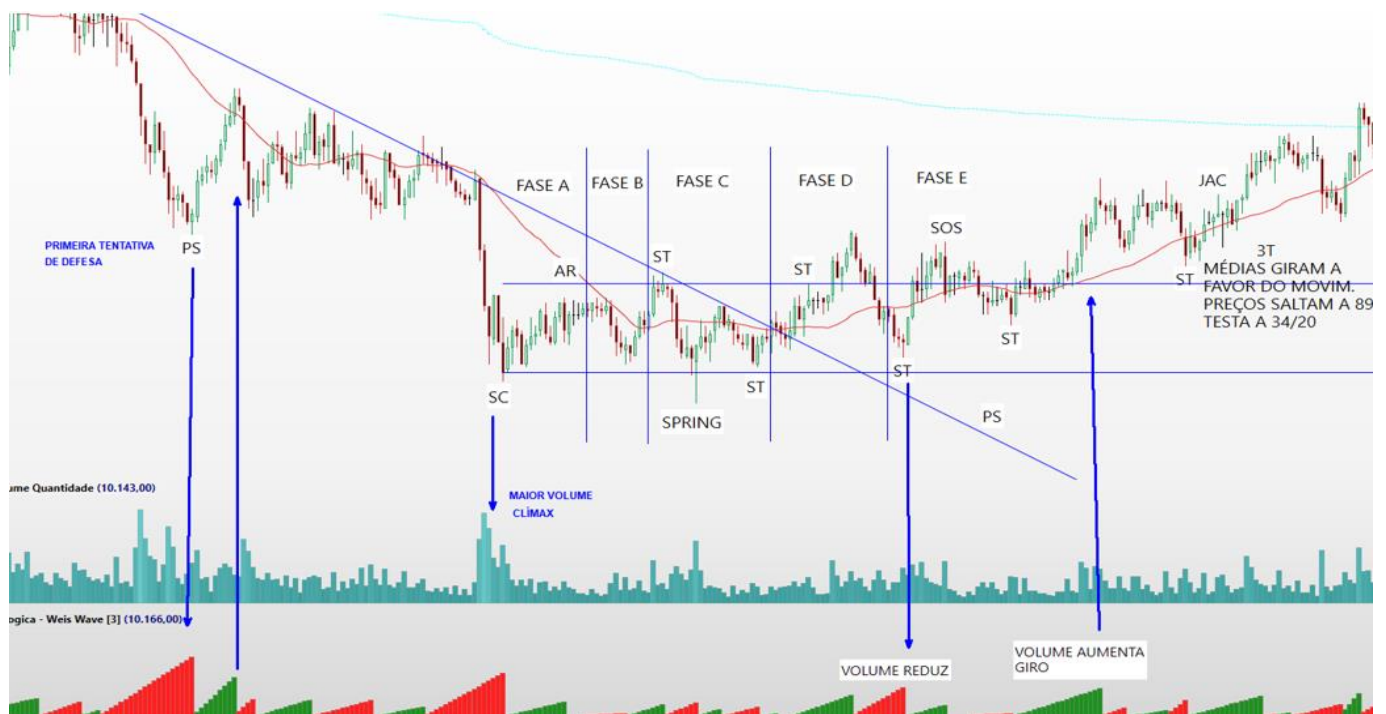 FASE A
FASE B
FASE C
FASE D
FASE E
JAC
SOS
PRIMEIRA TENTATIVA
DE DEFESA
PS
AR
ST
ST
ST
3T
MÉDIAS GIRAM A
FAVOR DO MOVIM.
PREÇOS SALTAM A 89
TESTA A 34/20
ST
ST
ST
SC
SPRING
PS
ume Quantidade (10.143,00)
MAIOR VOLUME
CLÌMAX
ogica - Weis Wave [3] (10.166,00)
VOLUME REDUZ
VOLUME AUMENTA
GIRO